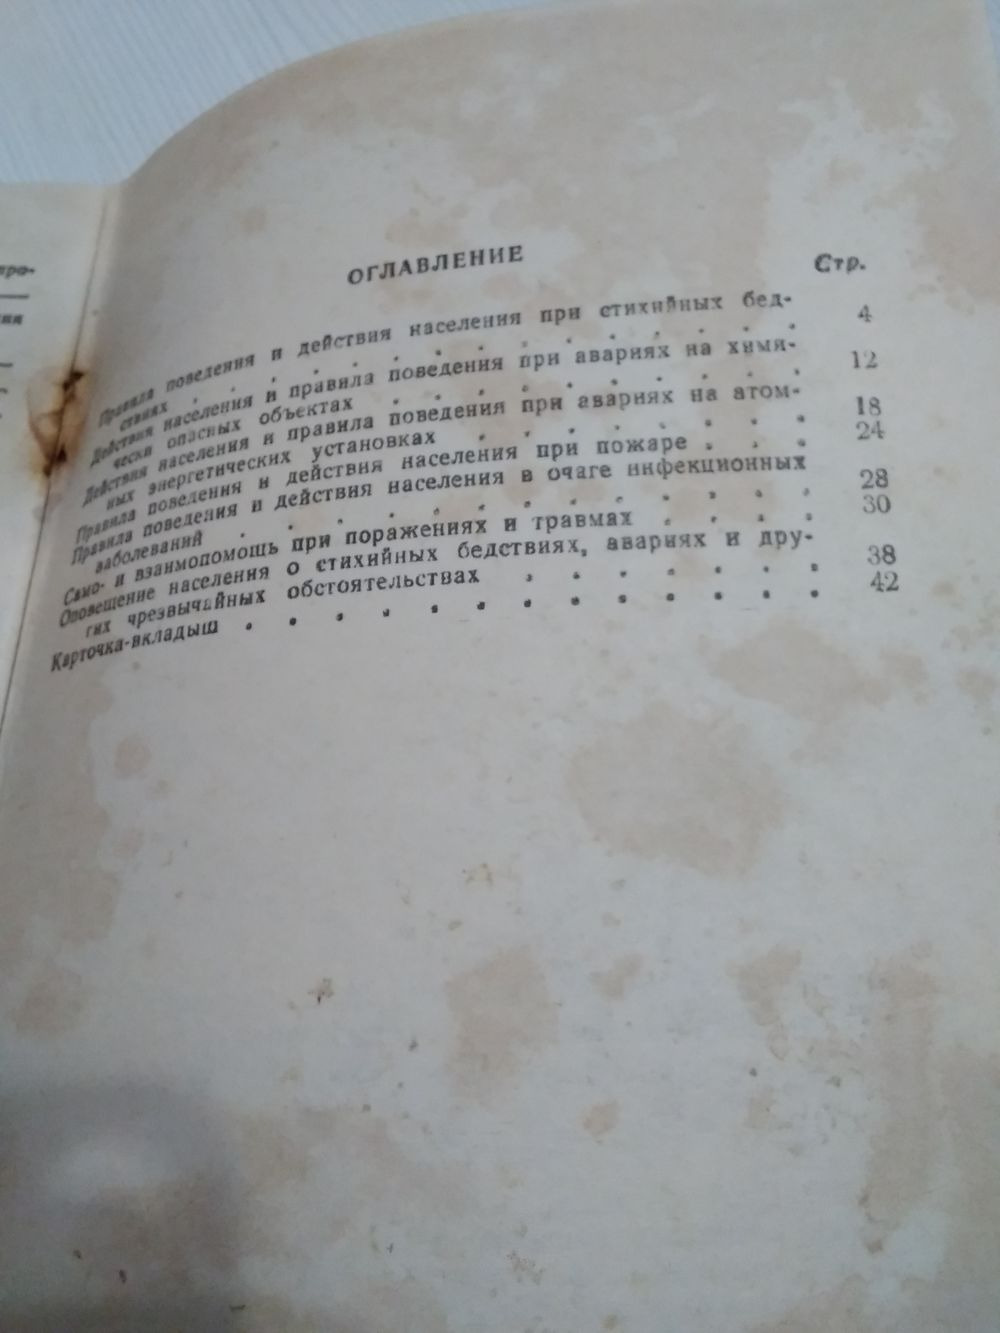 ОГЛАВЛЕНИЕ
Стр.
Правила поведения и действия населения при стихийных бед-
ствиях . . . . . . . . . . . . . 4
Действия населения и правила поведения при авариях на хими-
чески опасных объектах . . . . . . . . . . 12
Действия населения и правила поведения при авариях на атом-
ных энергетических установках . . . . . . . . 18
Правила поведения и действия населения при пожаре . . . 24
Правила поведения и действия населения в очаге инфекционных
заболеваний . . . . . . . . . . . . . 28
Само- и взаимопомощь при поражениях и травмах . . . . 30
Оповещение населения о стихийных бедствиях, авариях и дру-
гих чрезвычайных обстоятельствах . . . . . . . 38
Карточка-вкладыш . . . . . . . . . . . . . 42